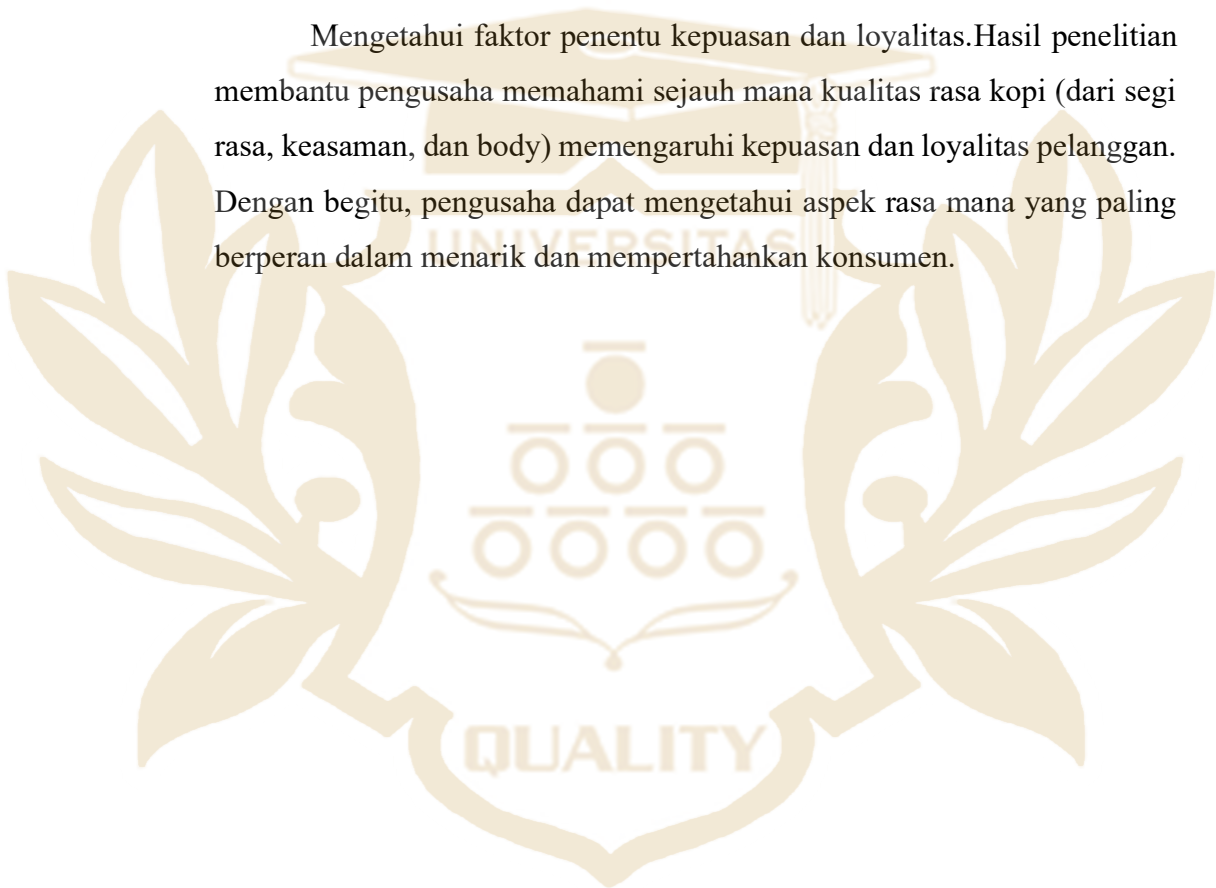 Mengetahui faktor penentu kepuasan dan loyalitas.Hasil penelitian
membantu pengusaha memahami sejauh mana kualitas rasa kopi (dari segi
rasa, keasaman, dan body) memengaruhi kepuasan dan loyalitas pelanggan.
Dengan begitu, pengusaha dapat mengetahui aspek rasa mana yang paling
UNIVERSITAS
berperan dalam menarik dan mempertahankan konsumen.
QUALITY